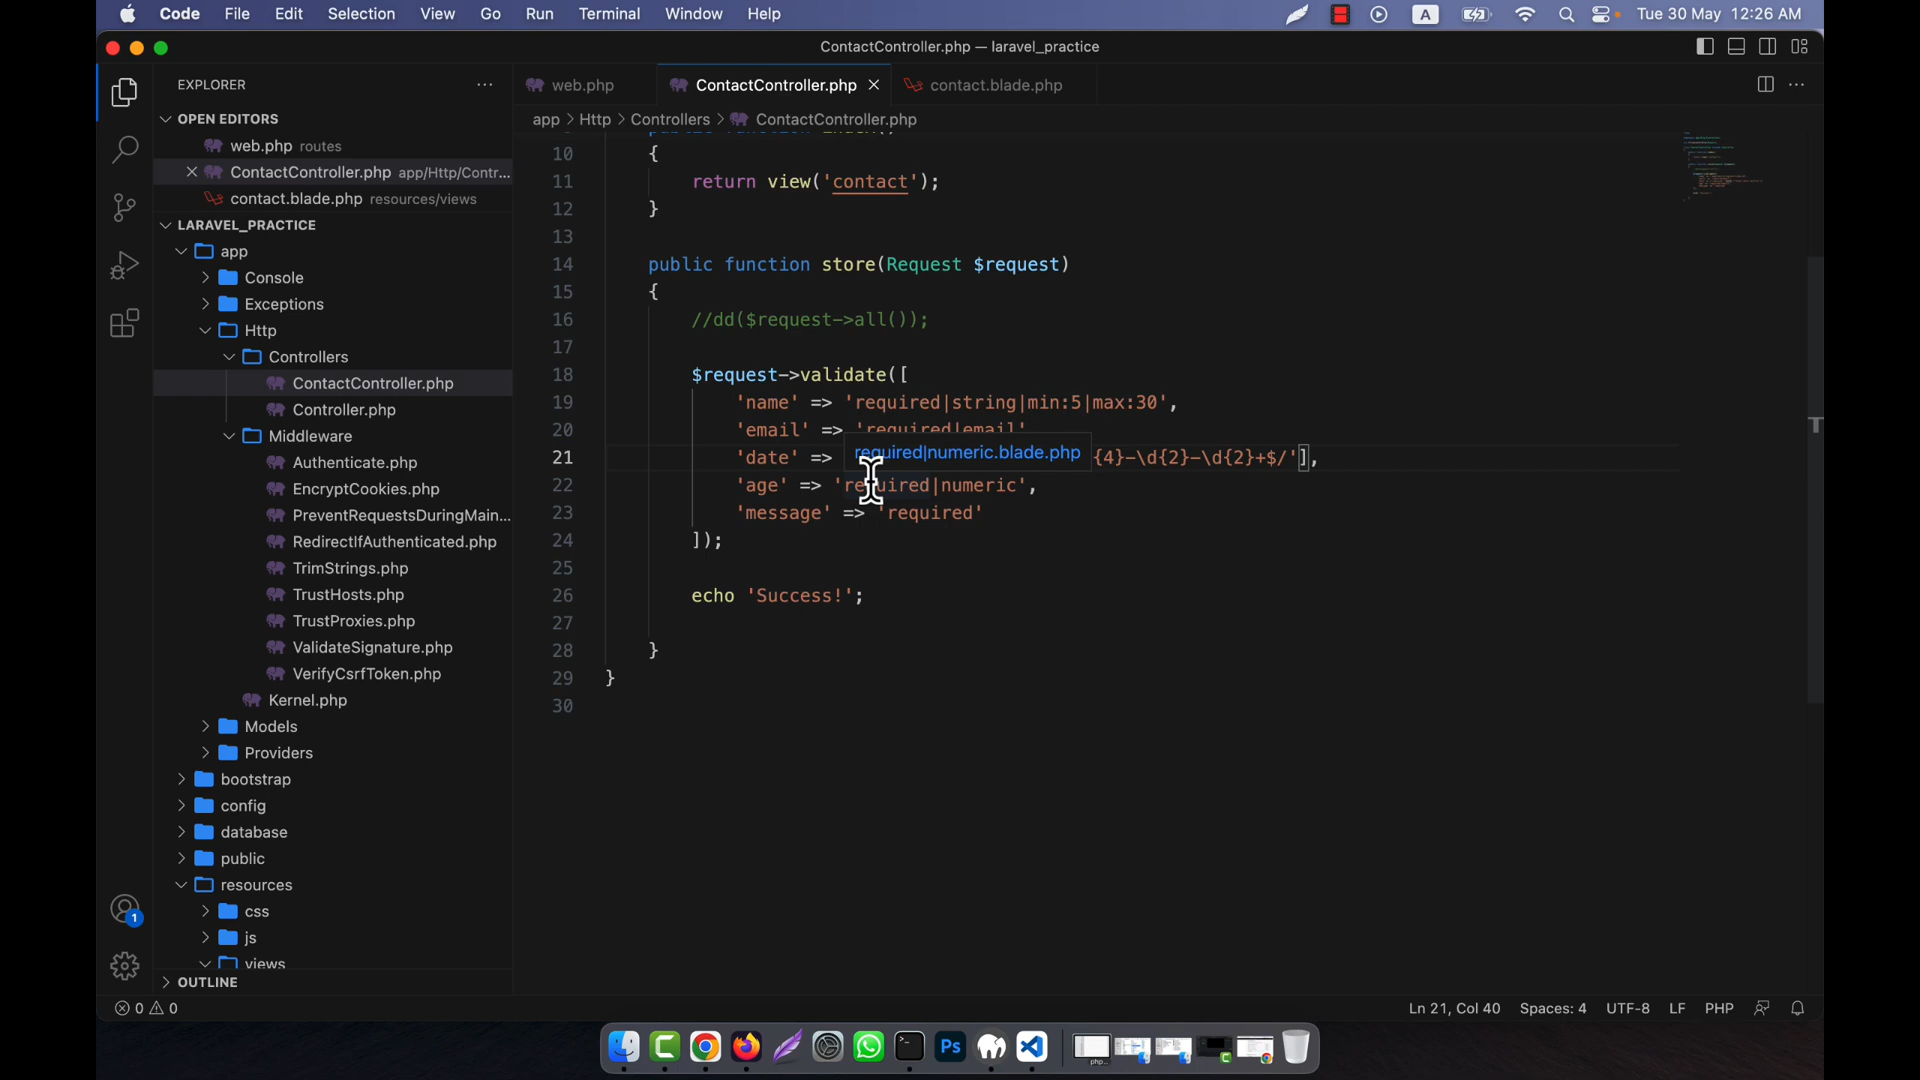 Code File Edit Selection View Go Run Terminal Window Help A Tue 30 May 12:26 AM
ContactController.php — laravel_practice
EXPLORER
web.php ContactController.php contact.blade.php
OPEN EDITORS
web.php routes
ContactController.php app/Http/Contr...
contact.blade.php resources/views
LARAVEL_PRACTICE
app
Console
Exceptions
Http
Controllers
ContactController.php
Controller.php
Middleware
Authenticate.php
EncryptCookies.php
PreventRequestsDuringMain...
RedirectIfAuthenticated.php
TrimStrings.php
TrustHosts.php
TrustProxies.php
ValidateSignature.php
VerifyCsrfToken.php
Kernel.php
Models
Providers
bootstrap
config
database
public
resources
css
js
views
OUTLINE
app > Http > Controllers > ContactController.php
10 {
11 return view('contact');
12 }
13
14 public function store(Request $request)
15 {
16 //dd($request->all());
17
18 $request->validate([
19 'name' => 'required|string|min:5|max:30',
20 'email' => 'required|email',
required|numeric.blade.php
21 'date' => {4}-\d{2}-\d{2}+$/'],
22 'age' => 'required|numeric',
23 'message' => 'required'
24 ]);
25
26 echo 'Success!';
27
28 }
29 }
30
1
0 0 Ln 21, Col 40 Spaces: 4 UTF-8 LF PHP
Ps